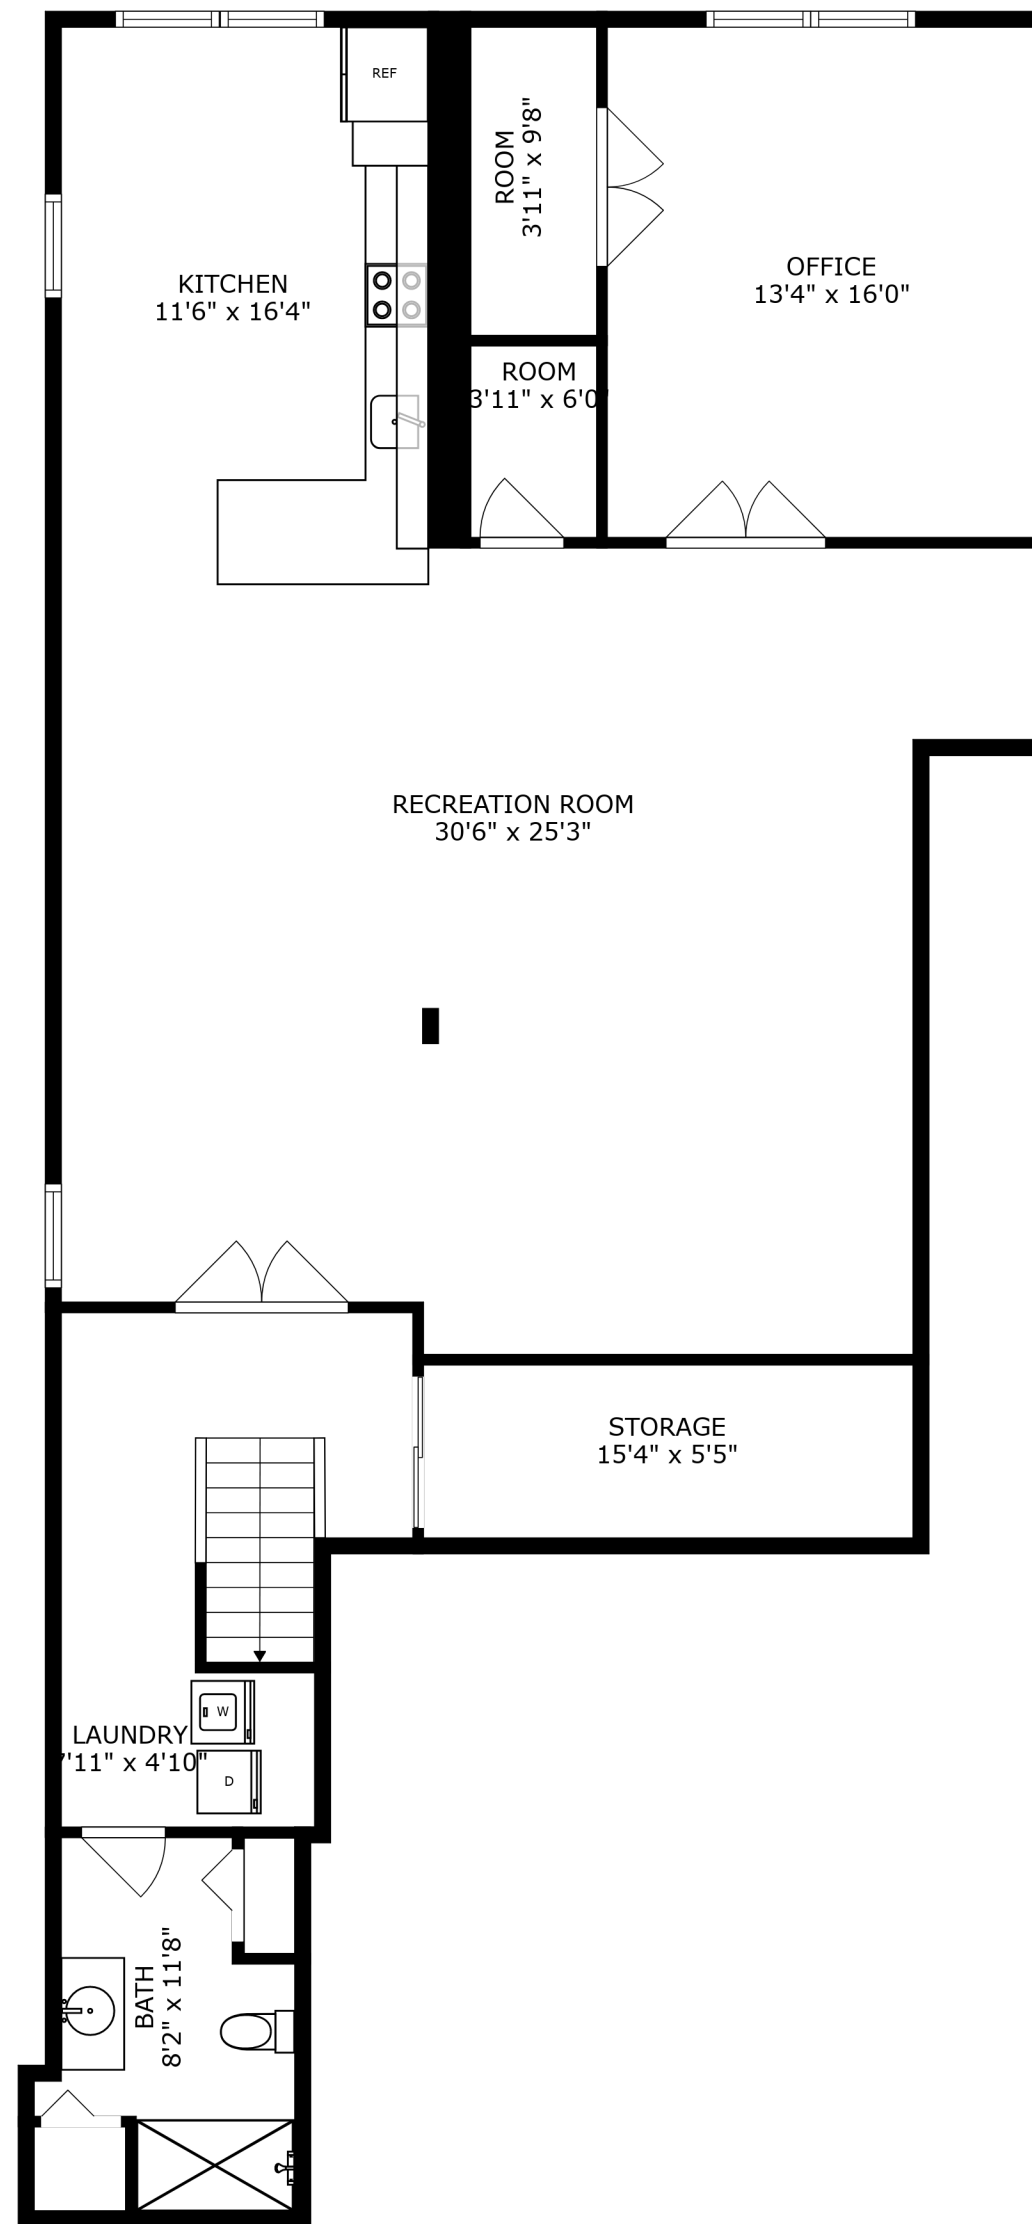 REF
ROOM
3'11" x 9'8"
OFFICE
13'4" x 16'0"
KITCHEN
11'6" x 16'4"
ROOM
3'11" x 6'0"
RECREATION ROOM
30'6" x 25'3"
STORAGE
15'4" x 5'5"
W
LAUNDRY
7'11" x 4'10"
D
BATH
8'2" x 11'8"